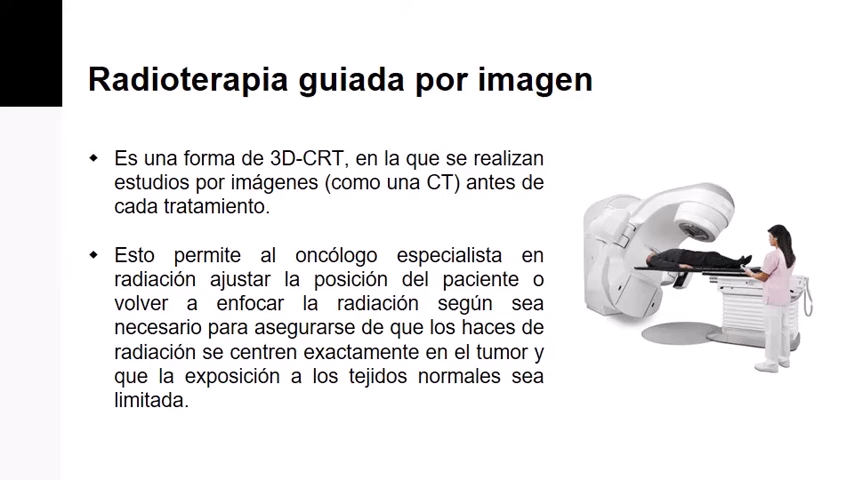 Radioterapia guiada por imagen
Es una forma de 3D-CRT, en la que se realizan
estudios por imágenes (como una CT) antes de
cada tratamiento.
Esto permite al oncólogo especialista en
radiación ajustar la posición del paciente o
volver a enfocar la radiación según sea
necesario para asegurarse de que los haces de
radiación se centren exactamente en el tumor y
que la exposición a los tejidos normales sea
limitada.